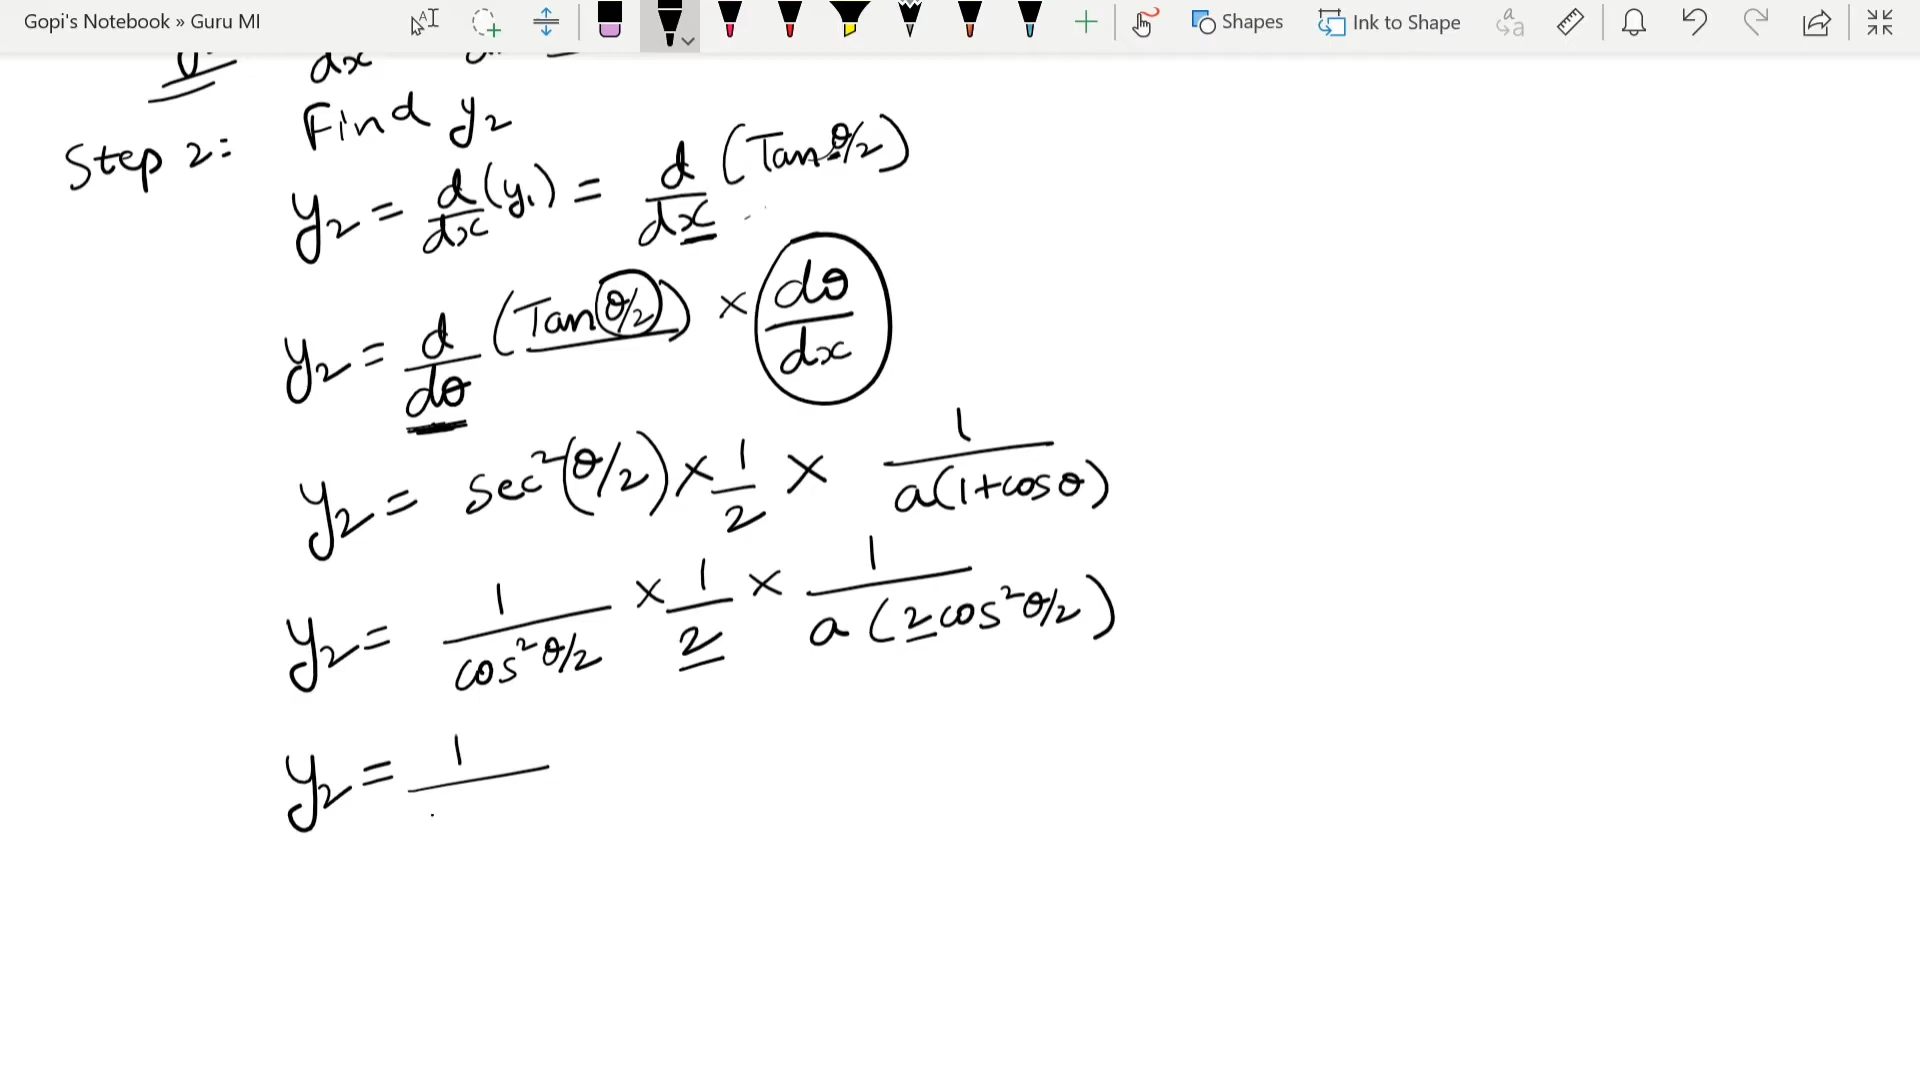 Gopi's Notebook » Guru MI Shapes Ink to Shape
dx
Step 2: Find y₂
y₂ = d/dx (y₁) = d/dx (Tan θ/2)
y₂ = d/dθ (Tan θ/2) × dθ/dx
y₂ = sec²(θ/2) × 1/2 × 1/a(1+cosθ)
y₂ = 1/cos²θ/2 × 1/2 × 1/a(2cos²θ/2)
y₂ = 1